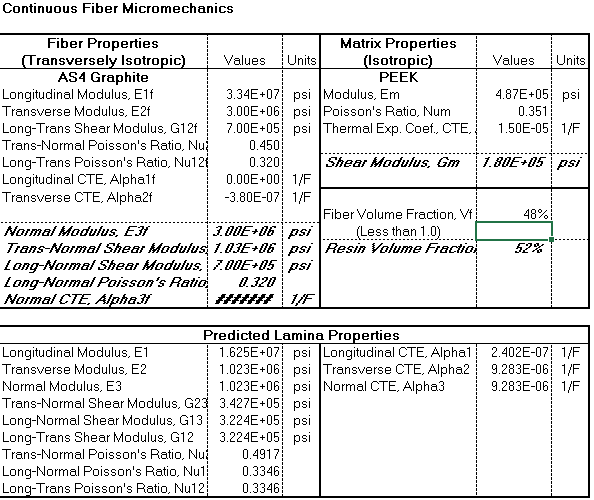 Continuous Fiber Micromechanics
Fiber Properties
(Transversely Isotropic) Values Units
AS4 Graphite
Longitudinal Modulus, E1f 3.34E+07 psi
Transverse Modulus, E2f 3.00E+06 psi
Long-Trans Shear Modulus, G12f 7.00E+05 psi
Trans-Normal Poisson's Ratio, Nu 0.450
Long-Trans Poisson's Ratio, Nu12f 0.320
Longitudinal CTE, Alpha1f 0.00E+00 1/F
Transverse CTE, Alpha2f -3.80E-07 1/F
Normal Modulus, E3f 3.00E+06 psi
Trans-Normal Shear Modulus, 1.03E+06 psi
Long-Normal Shear Modulus, 7.00E+05 psi
Long-Normal Poisson's Ratio 0.320
Normal CTE, Alpha3f ####### 1/F
Matrix Properties
(Isotropic) Values Units
PEEK
Modulus, Em 4.87E+05 psi
Poisson's Ratio, Num 0.351
Thermal Exp. Coef., CTE, 1.50E-05 1/F
Shear Modulus, Gm 1.80E+05 psi
Fiber Volume Fraction, Vf 48%
(Less than 1.0)
Resin Volume Fraction 52%
Predicted Lamina Properties
Longitudinal Modulus, E1 1.625E+07 psi Longitudinal CTE, Alpha1 2.402E-07 1/F
Transverse Modulus, E2 1.023E+06 psi Transverse CTE, Alpha2 9.283E-06 1/F
Normal Modulus, E3 1.023E+06 psi Normal CTE, Alpha3 9.283E-06 1/F
Trans-Normal Shear Modulus, G23 3.427E+05 psi
Long-Normal Shear Modulus, G13 3.224E+05 psi
Long-Trans Shear Modulus, G12 3.224E+05 psi
Trans-Normal Poisson's Ratio, Nu 0.4917
Long-Normal Poisson's Ratio, Nu1 0.3346
Long-Trans Poisson's Ratio, Nu12 0.3346